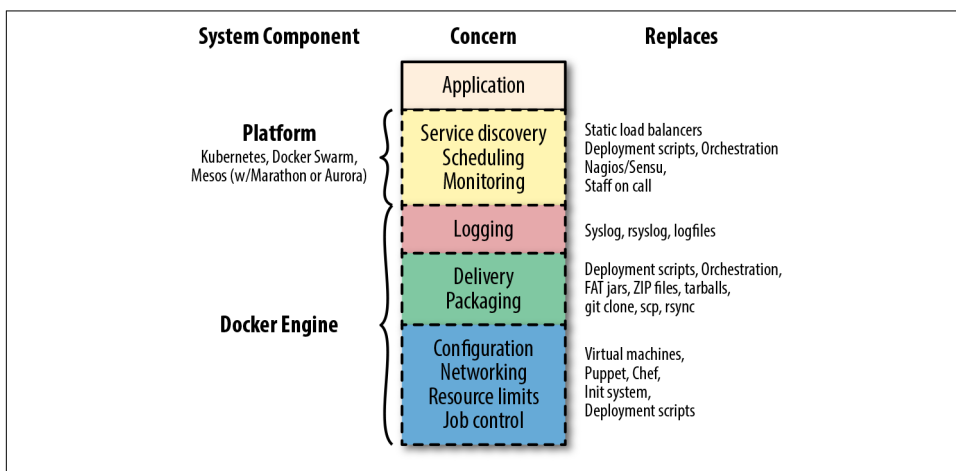 System Component
Concern
Replaces
Application
Platform
Kubernetes, Docker Swarm,
Mesos (w/Marathon or Aurora)
Service discovery
Scheduling
Monitoring
Static load balancers
Deployment scripts, Orchestration
Nagios/Sensu,
Staff on call
Logging
Syslog, rsyslog, logfiles
Docker Engine
Delivery
Packaging
Deployment scripts, Orchestration,
FAT jars, ZIP files, tarballs,
git clone, scp, rsync
Configuration
Networking
Resource limits
Job control
Virtual machines,
Puppet, Chef,
Init system,
Deployment scripts